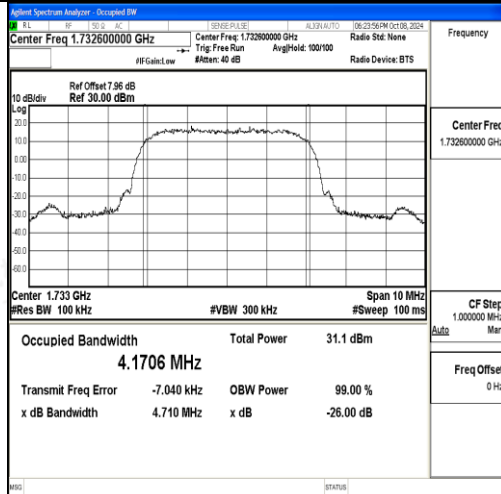 Agilent Spectrum Analyzer - Occupied BW
RL RF 50 Ω AC SENSE:PULSE ALIGN AUTO 06:23:56 PM Oct 08, 2024
Center Freq 1.732600000 GHz
Center Freq: 1.732600000 GHz
Radio Std: None
Trig: Free Run
Avg|Hold: 100/100
#IFGain:Low
#Atten: 40 dB
Radio Device: BTS
Frequency
Ref Offset 7.96 dB
10 dB/div
Ref 30.00 dBm
Log
20.0
10.0
0.00
-10.0
-20.0
-30.0
-40.0
-50.0
-60.0
Center Freq
1.732600000 GHz
Center 1.733 GHz
Span 10 MHz
#Res BW 100 kHz
#VBW 300 kHz
#Sweep 100 ms
CF Step
1.000000 MHz
Auto Man
Occupied Bandwidth
Total Power
31.1 dBm
4.1706 MHz
Transmit Freq Error
-7.040 kHz
OBW Power
99.00 %
x dB Bandwidth
4.710 MHz
x dB
-26.00 dB
Freq Offset
0 Hz
MSG
STATUS